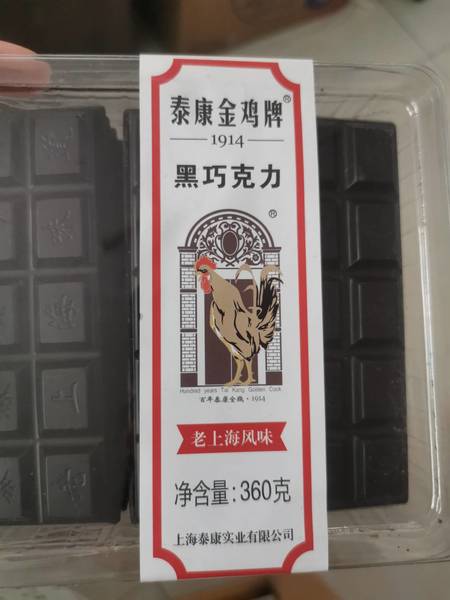 泰康金鸡牌®
1914
黑巧克力
®
Hundred years Tai Kang Golden Cock
百年泰康金鸡·1914
老上海风味
净含量:360克
上海泰康实业有限公司